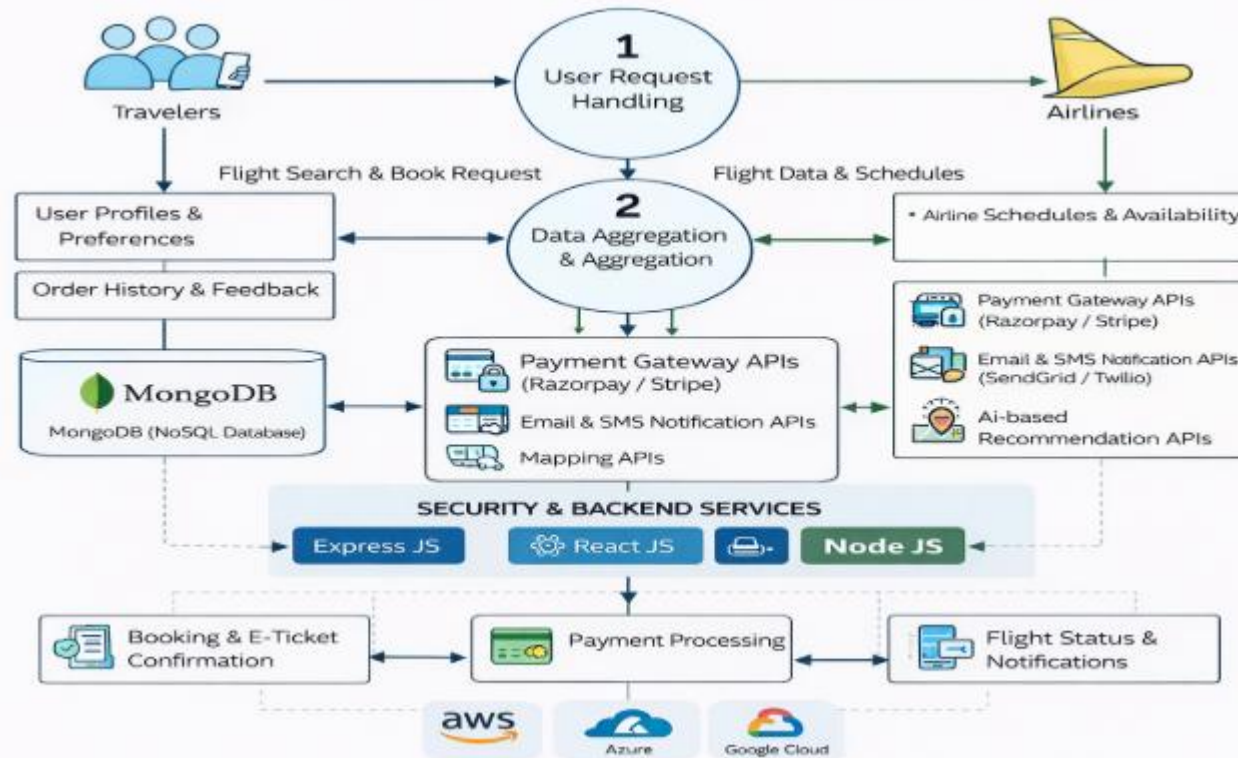 1
User Request
Handling
Travelers
Airlines
Flight Search & Book Request
Flight Data & Schedules
User Profiles &
Preferences
2
Data Aggregation
& Aggregation
• Airline Schedules & Availability
Order History & Feedback
MongoDB
MongoDB (NoSQL Database)
Payment Gateway APIs
(Razorpay / Stripe)
Email & SMS Notification APIs
Mapping APIs
Payment Gateway APIs
(Razorpay / Stripe)
Email & SMS Notification APIs
(SendGrid / Twilio)
Ai-based
Recommendation APIs
SECURITY & BACKEND SERVICES
Express JS
React JS
Node JS
Booking & E-Ticket
Confirmation
Payment Processing
Flight Status &
Notifications
aws
Azure
Google Cloud